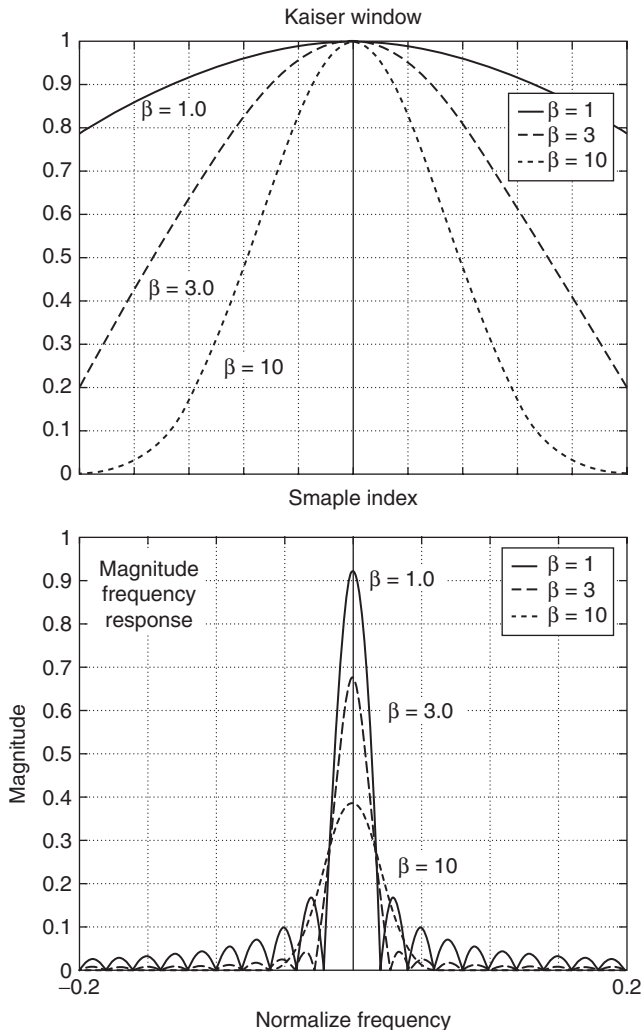 Kaiser window
1
0.9
0.8
0.7
0.6
0.5
0.4
0.3
0.2
0.1
0
β = 1.0
β = 3.0
β = 10
β = 1
β = 3
β = 10
Smaple index
1
0.9
0.8
0.7
0.6
0.5
0.4
0.3
0.2
0.1
0
Magnitude
Magnitude
frequency
response
β = 1.0
β = 3.0
β = 10
β = 1
β = 3
β = 10
−0.2
0.2
Normalize frequency